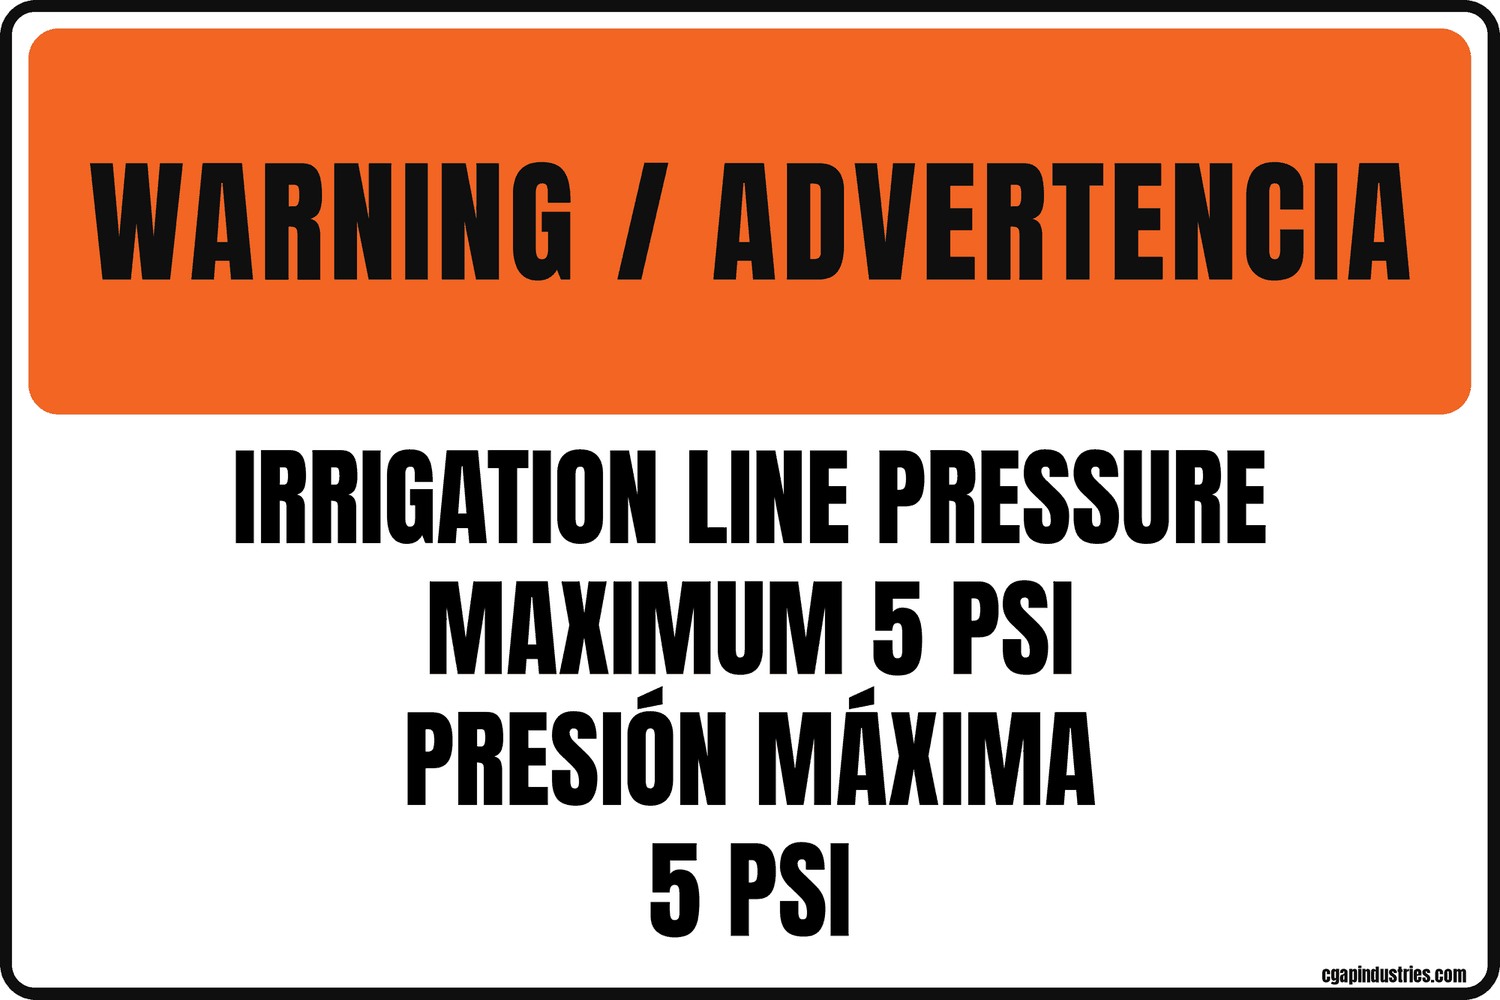 WARNING / ADVERTENCIA
IRRIGATION LINE PRESSURE
MAXIMUM 5 PSI
PRESIÓN MÁXIMA
5 PSI
cgapindustries.com